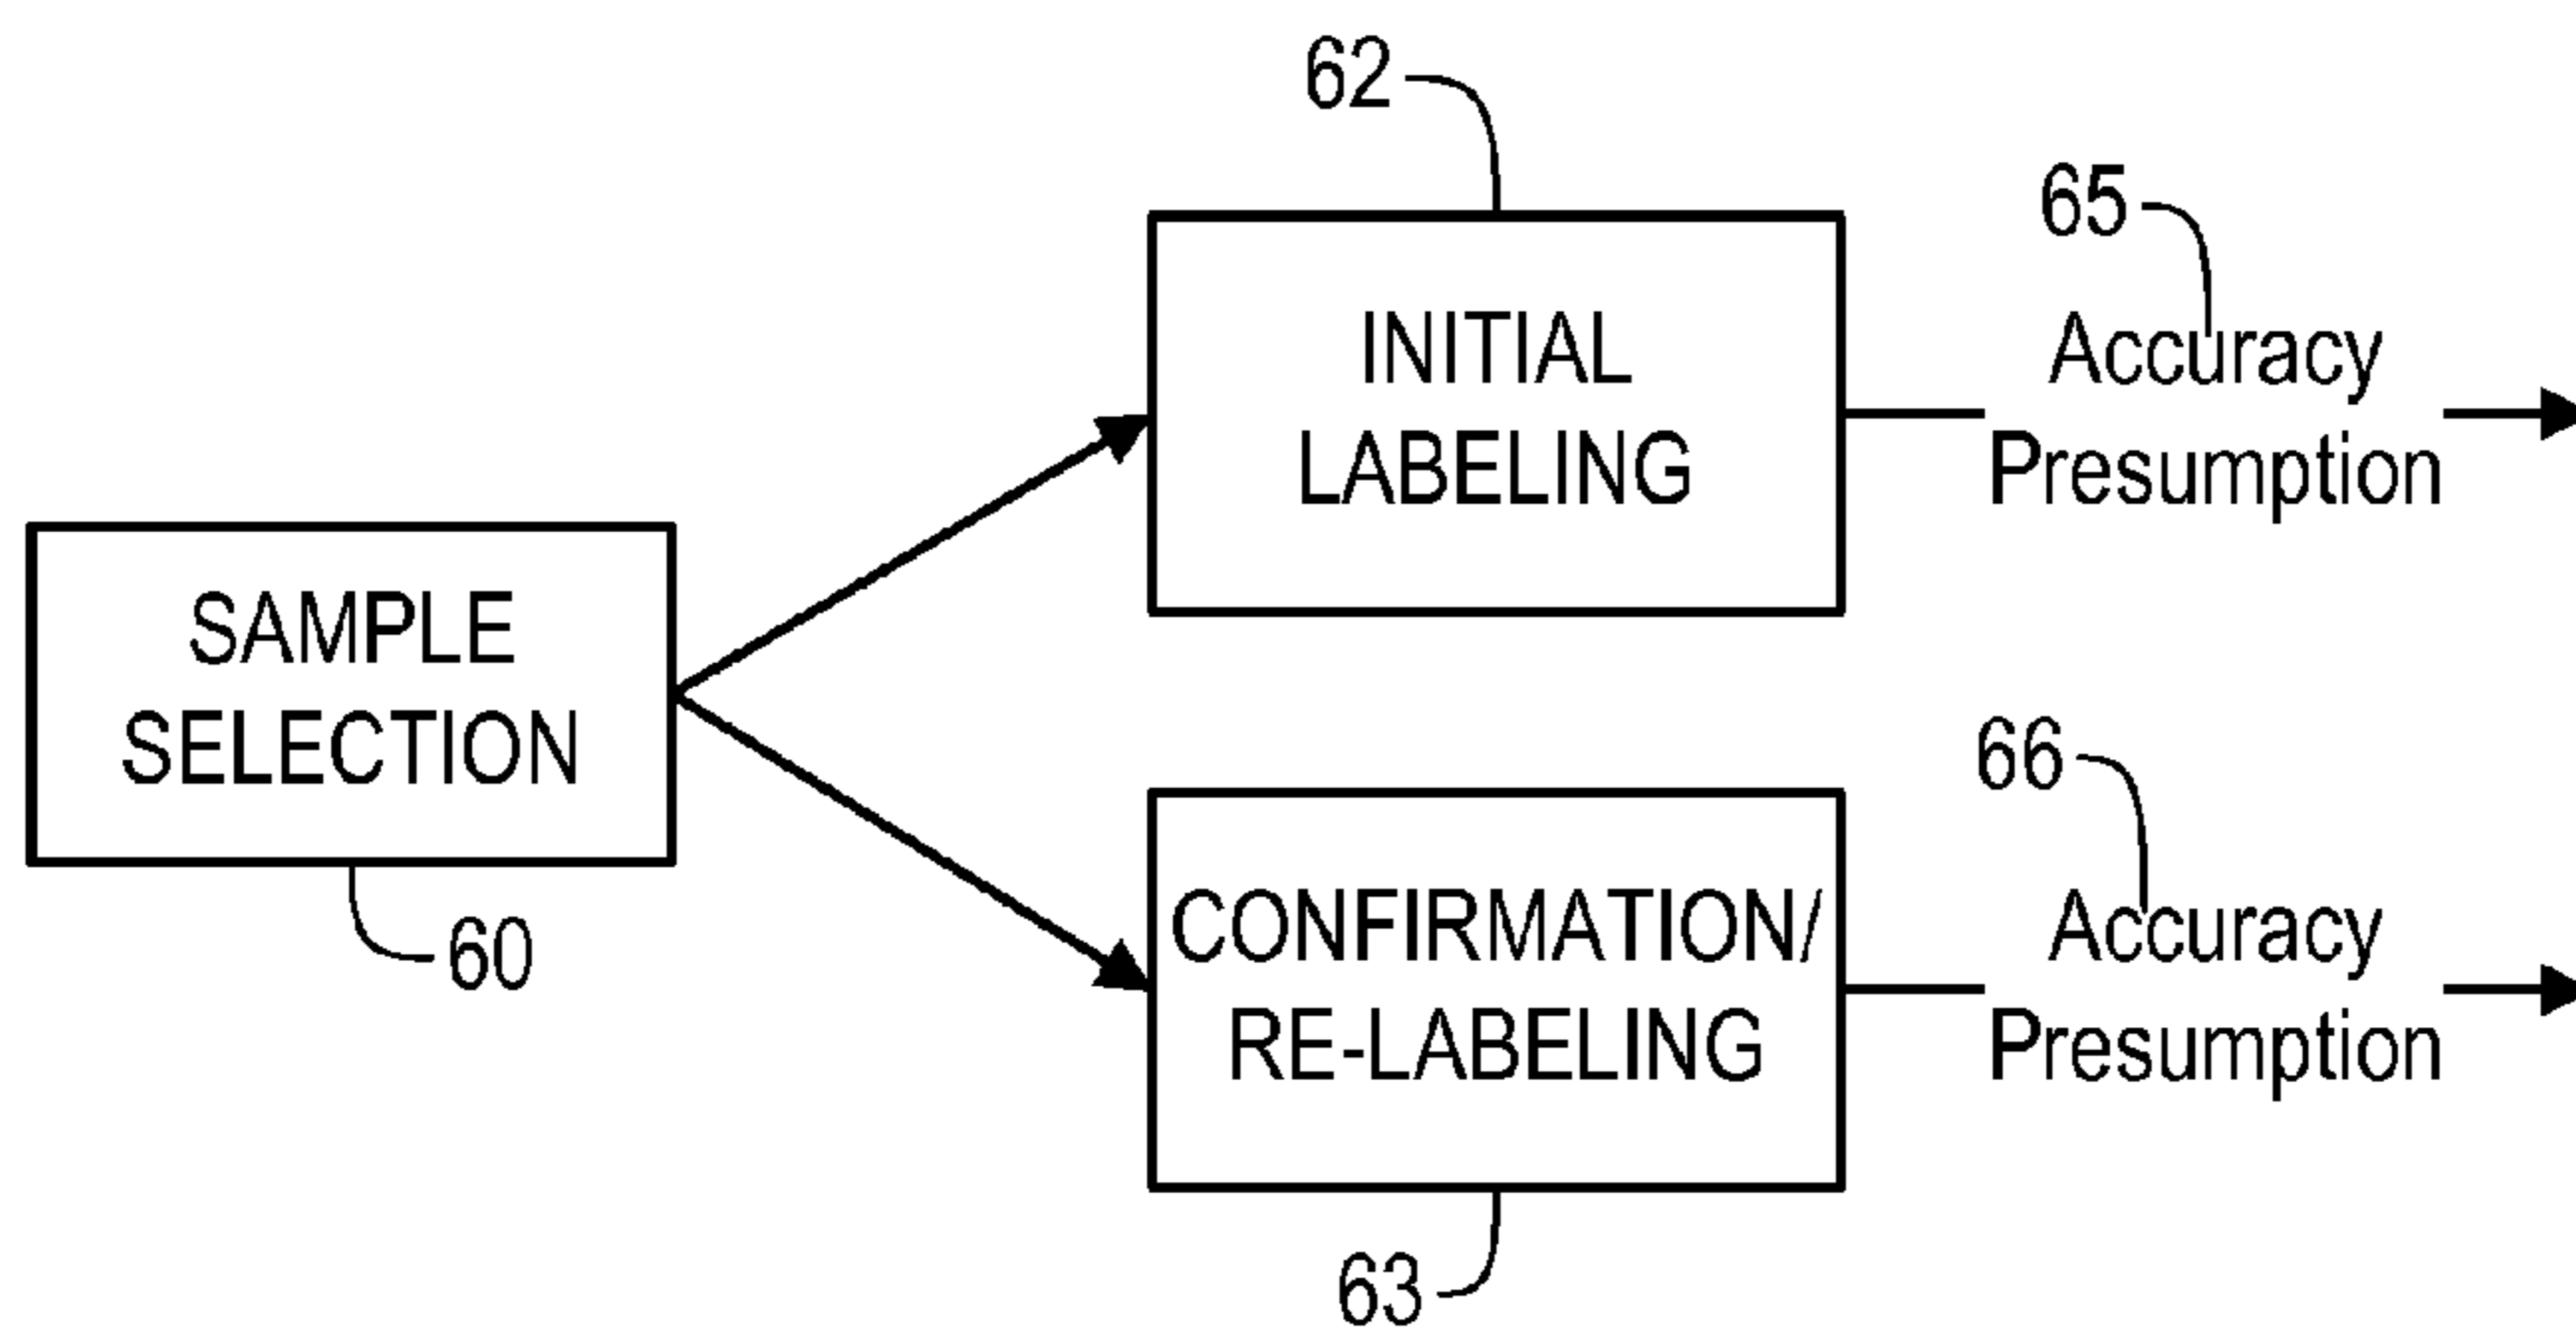 62
65
INITIAL
LABELING
Accuracy
Presumption
SAMPLE
SELECTION
60
66
CONFIRMATION/
RE-LABELING
Accuracy
Presumption
63